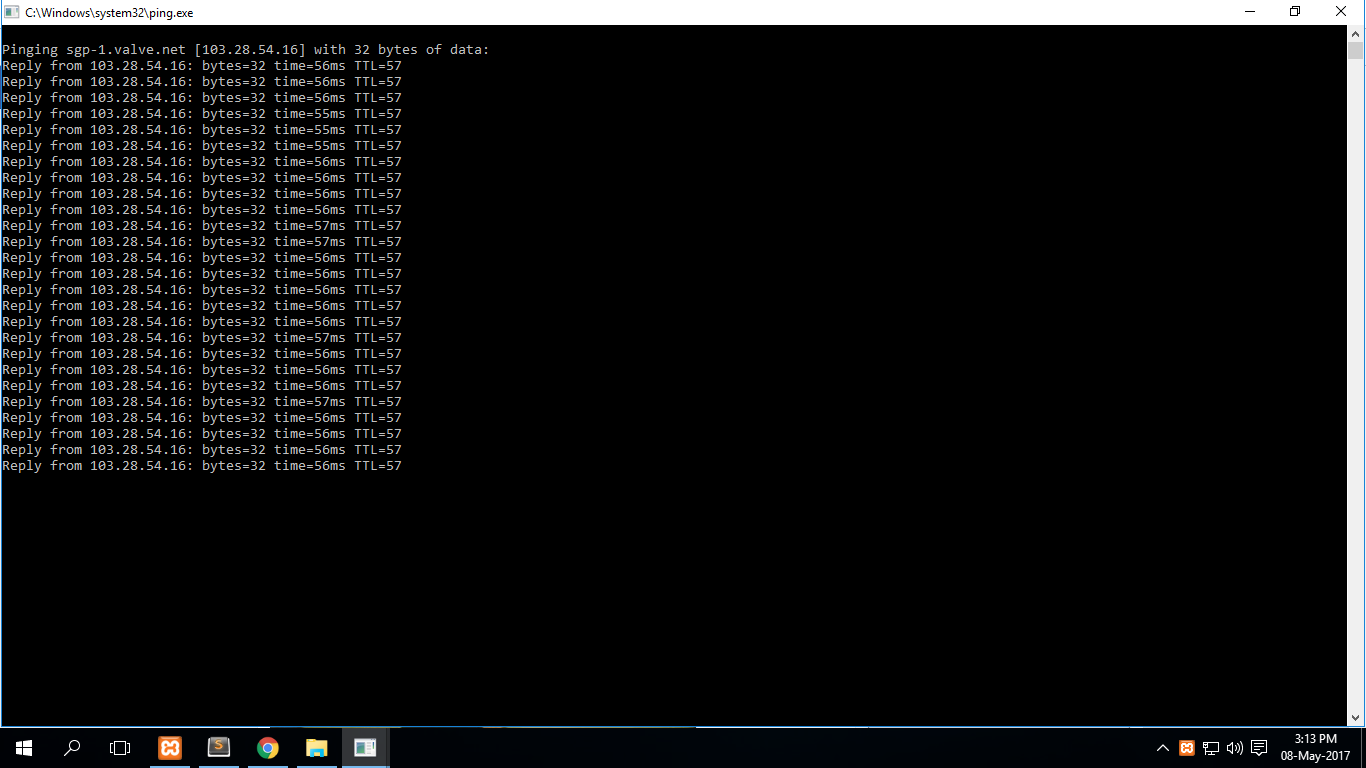 C:\Windows\system32\ping.exe
Pinging sgp-1.valve.net [103.28.54.16] with 32 bytes of data:
Reply from 103.28.54.16: bytes=32 time=56ms TTL=57
Reply from 103.28.54.16: bytes=32 time=56ms TTL=57
Reply from 103.28.54.16: bytes=32 time=56ms TTL=57
Reply from 103.28.54.16: bytes=32 time=55ms TTL=57
Reply from 103.28.54.16: bytes=32 time=55ms TTL=57
Reply from 103.28.54.16: bytes=32 time=55ms TTL=57
Reply from 103.28.54.16: bytes=32 time=56ms TTL=57
Reply from 103.28.54.16: bytes=32 time=56ms TTL=57
Reply from 103.28.54.16: bytes=32 time=56ms TTL=57
Reply from 103.28.54.16: bytes=32 time=56ms TTL=57
Reply from 103.28.54.16: bytes=32 time=57ms TTL=57
Reply from 103.28.54.16: bytes=32 time=57ms TTL=57
Reply from 103.28.54.16: bytes=32 time=56ms TTL=57
Reply from 103.28.54.16: bytes=32 time=56ms TTL=57
Reply from 103.28.54.16: bytes=32 time=56ms TTL=57
Reply from 103.28.54.16: bytes=32 time=56ms TTL=57
Reply from 103.28.54.16: bytes=32 time=56ms TTL=57
Reply from 103.28.54.16: bytes=32 time=57ms TTL=57
Reply from 103.28.54.16: bytes=32 time=56ms TTL=57
Reply from 103.28.54.16: bytes=32 time=56ms TTL=57
Reply from 103.28.54.16: bytes=32 time=56ms TTL=57
Reply from 103.28.54.16: bytes=32 time=57ms TTL=57
Reply from 103.28.54.16: bytes=32 time=56ms TTL=57
Reply from 103.28.54.16: bytes=32 time=56ms TTL=57
Reply from 103.28.54.16: bytes=32 time=56ms TTL=57
Reply from 103.28.54.16: bytes=32 time=56ms TTL=57
3:13 PM
08-May-2017